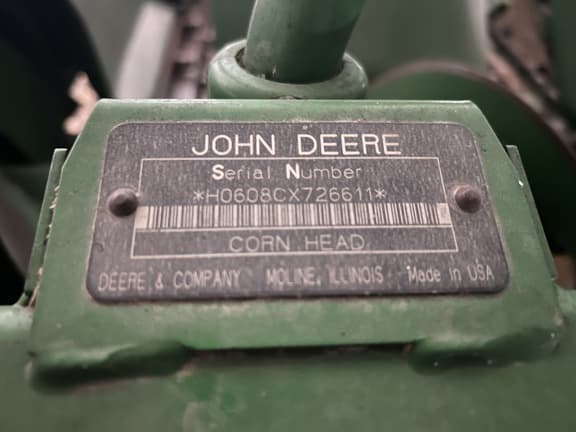 JOHN DEERE
Serial Number
*H0608CX726611*
CORN HEAD
DEERE & COMPANY MOLINE, ILLINOIS Made in USA